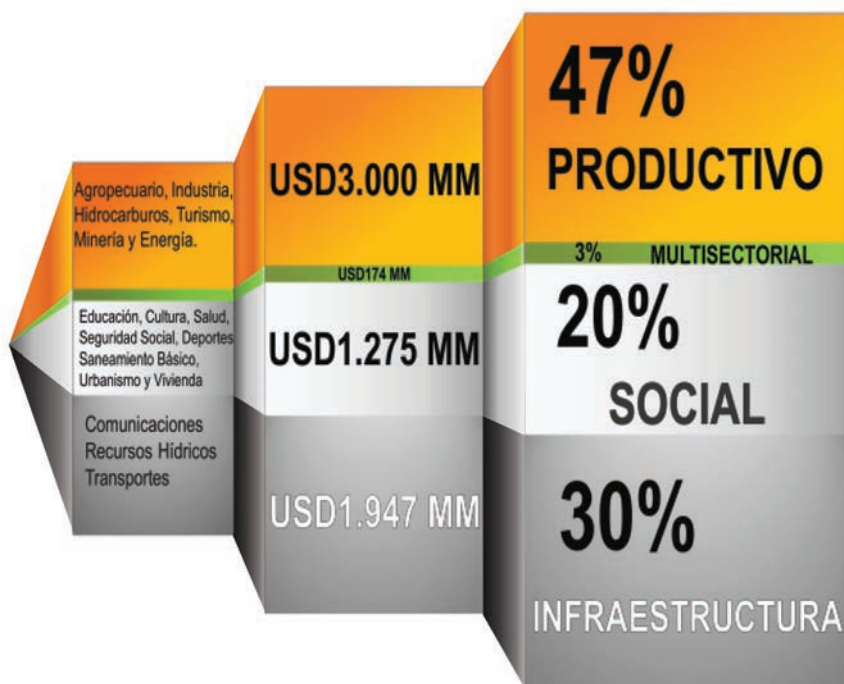 Agropecuario, Industria,
Hidrocarburos, Turismo,
Minería y Energía.
Educación, Cultura, Salud,
Seguridad Social, Deportes
Saneamiento Básico,
Urbanismo y Vivienda
Comunicaciones
Recursos Hídricos
Transportes
USD3.000 MM
USD174 MM
USD1.275 MM
USD1.947 MM
47%
PRODUCTIVO
3% MULTISECTORIAL
20%
SOCIAL
30%
INFRAESTRUCTURA